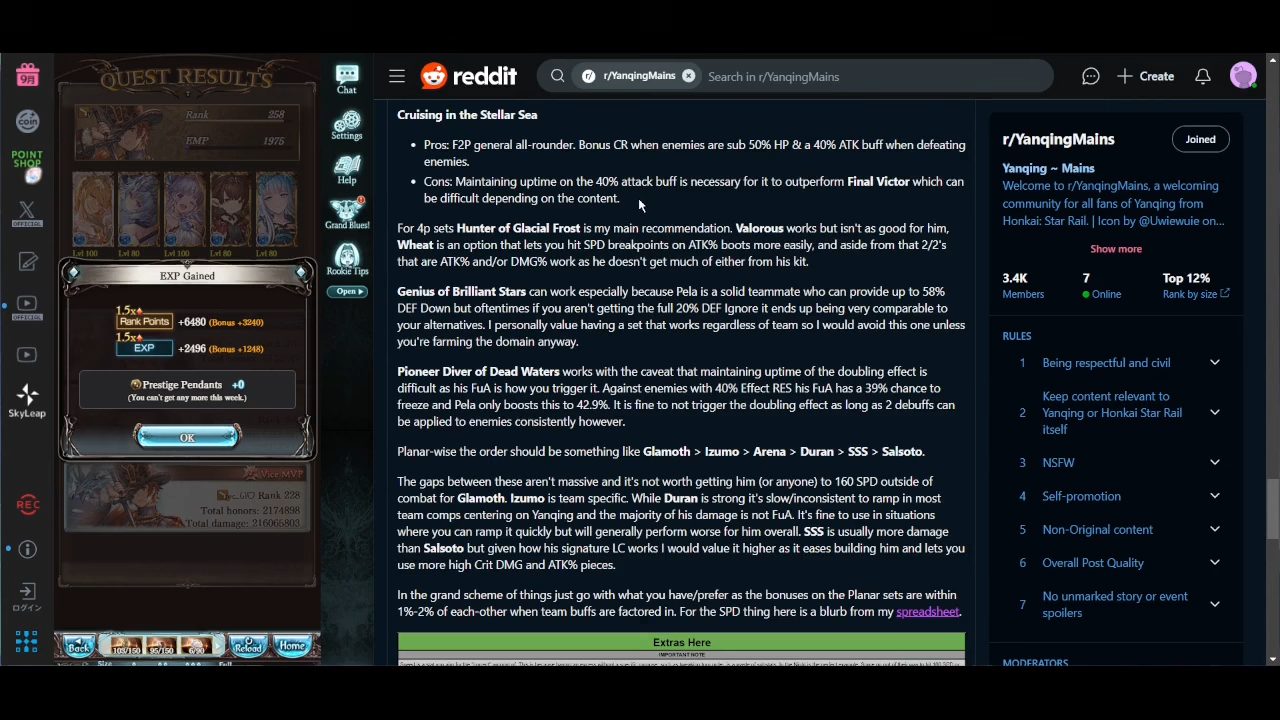 9月
coin
POINT
SHOP
OFFICIAL
OFFICIAL
SkyLeap
REC
ログイン
QUEST RESULTS
Rank 258
EMP 1975
Lvl 100 Lvl 80 Lvl 100 Lvl 80 Lvl 80
EXP Gained
1.5x
Rank Points +6480 (Bonus +3240)
1.5x
EXP +2496 (Bonus +1248)
Prestige Pendants +0
(You can't get any more this week.)
OK
Vice MVP
Rank 228
Total honors: 2174898
Total damage: 216065803
Back 103/150 95/150 6/90 Reload Home
Chat
Settings
Help
Grand Blues!
Rookie Tips
Open
reddit
r/YanqingMains Search in r/YanqingMains
Create
Cruising in the Stellar Sea
Pros: F2P general all-rounder. Bonus CR when enemies are sub 50% HP & a 40% ATK buff when defeating
enemies.
Cons: Maintaining uptime on the 40% attack buff is necessary for it to outperform Final Victor which can
be difficult depending on the content.
For 4p sets Hunter of Glacial Frost is my main recommendation. Valorous works but isn't as good for him,
Wheat is an option that lets you hit SPD breakpoints on ATK% boots more easily, and aside from that 2/2's
that are ATK% and/or DMG% work as he doesn't get much of either from his kit.
Genius of Brilliant Stars can work especially because Pela is a solid teammate who can provide up to 58%
DEF Down but oftentimes if you aren't getting the full 20% DEF Ignore it ends up being very comparable to
your alternatives. I personally value having a set that works regardless of team so I would avoid this one unless
you're farming the domain anyway.
Pioneer Diver of Dead Waters works with the caveat that maintaining uptime of the doubling effect is
difficult as his FuA is how you trigger it. Against enemies with 40% Effect RES his FuA has a 39% chance to
freeze and Pela only boosts this to 42.9%. It is fine to not trigger the doubling effect as long as 2 debuffs can
be applied to enemies consistently however.
Planar-wise the order should be something like Glamoth > Izumo > Arena > Duran > SSS > Salsoto.
The gaps between these aren't massive and it's not worth getting him (or anyone) to 160 SPD outside of
combat for Glamoth. Izumo is team specific. While Duran is strong it's slow/inconsistent to ramp in most
team comps centering on Yanqing and the majority of his damage is not FuA. It's fine to use in situations
where you can ramp it quickly but will generally perform worse for him overall. SSS is usually more damage
than Salsoto but given how his signature LC works I would value it higher as it eases building him and lets you
use more high Crit DMG and ATK% pieces.
In the grand scheme of things just go with what you have/prefer as the bonuses on the Planar sets are within
1%-2% of each-other when team buffs are factored in. For the SPD thing here is a blurb from my spreadsheet.
Extras Here
IMPORTANT NOTE
r/YanqingMains Joined
Yanqing ~ Mains
Welcome to r/YanqingMains, a welcoming
community for all fans of Yanqing from
Honkai: Star Rail. | Icon by @Uwiewuie on...
Show more
3.4K 7 Top 12%
Members Online Rank by size
RULES
1 Being respectful and civil
2 Keep content relevant to
Yanqing or Honkai Star Rail
itself
3 NSFW
4 Self-promotion
5 Non-Original content
6 Overall Post Quality
7 No unmarked story or event
spoilers
MODERATORS